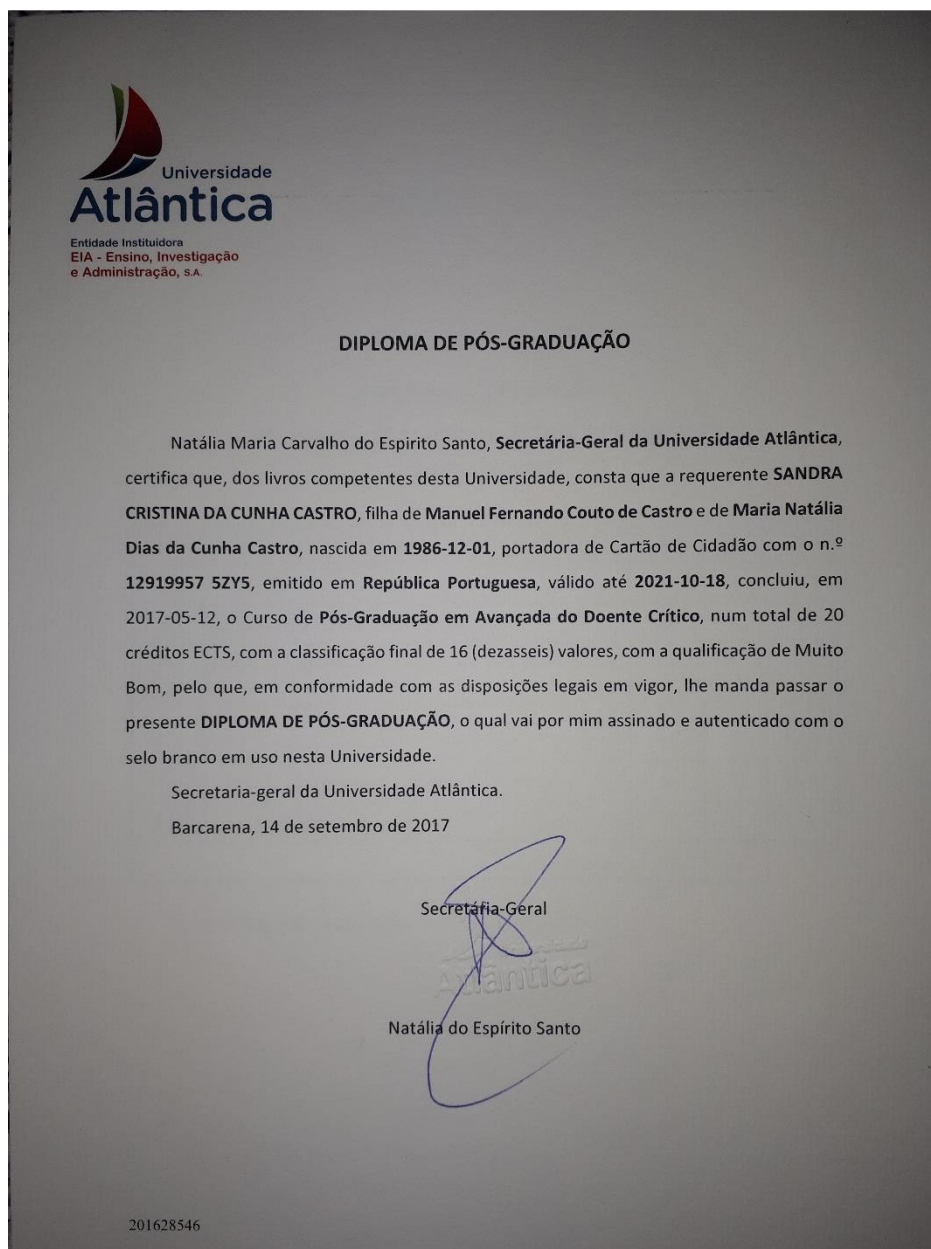 Universidade
Atlântica
Entidade Instituidora
EIA - Ensino, Investigação
e Administração, S.A.
DIPLOMA DE PÓS-GRADUAÇÃO
Natália Maria Carvalho do Espirito Santo, Secretária-Geral da Universidade Atlântica,
certifica que, dos livros competentes desta Universidade, consta que a requerente SANDRA
CRISTINA DA CUNHA CASTRO, filha de Manuel Fernando Couto de Castro e de Maria Natália
Dias da Cunha Castro, nascida em 1986-12-01, portadora de Cartão de Cidadão com o n.º
12919957 5ZY5, emitido em República Portuguesa, válido até 2021-10-18, concluiu, em
2017-05-12, o Curso de Pós-Graduação em Avançada do Doente Crítico, num total de 20
créditos ECTS, com a classificação final de 16 (dezasseis) valores, com a qualificação de Muito
Bom, pelo que, em conformidade com as disposições legais em vigor, lhe manda passar o
presente DIPLOMA DE PÓS-GRADUAÇÃO, o qual vai por mim assinado e autenticado com o
selo branco em uso nesta Universidade.
Secretaria-geral da Universidade Atlântica.
Barcarena, 14 de setembro de 2017
Secretária-Geral
Atlântica
Natália do Espírito Santo
201628546